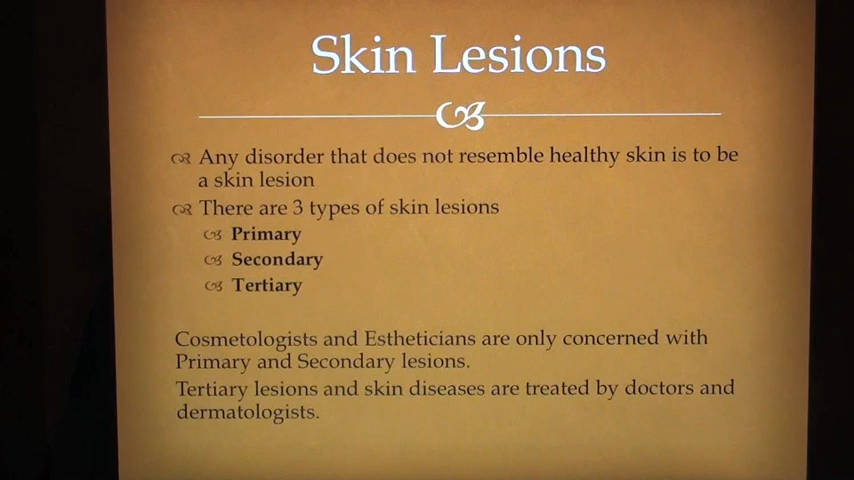 Skin Lesions
Any disorder that does not resemble healthy skin is to be
a skin lesion
There are 3 types of skin lesions
Primary
Secondary
Tertiary
Cosmetologists and Estheticians are only concerned with
Primary and Secondary lesions.
Tertiary lesions and skin diseases are treated by doctors and
dermatologists.